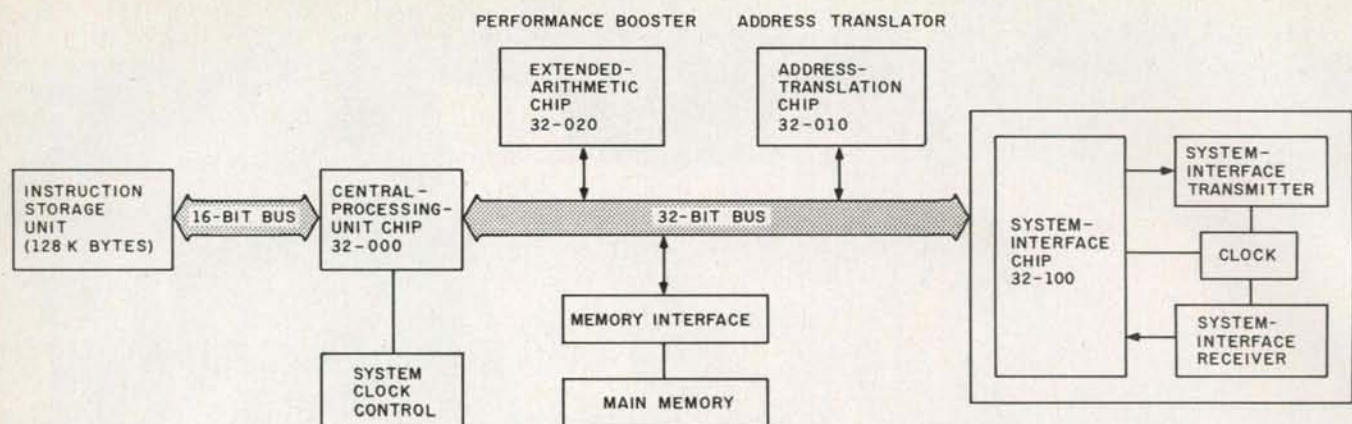 PERFORMANCE BOOSTER
ADDRESS TRANSLATOR
EXTENDED-
ARITHMETIC
CHIP
32-020
ADDRESS-
TRANSLATION
CHIP
32-010
INSTRUCTION
STORAGE
UNIT
(128 K BYTES)
16-BIT BUS
CENTRAL-
PROCESSING-
UNIT CHIP
32-000
32-BIT BUS
SYSTEM-
INTERFACE
CHIP
32-100
SYSTEM-
INTERFACE
TRANSMITTER
CLOCK
SYSTEM-
INTERFACE
RECEIVER
MEMORY INTERFACE
SYSTEM
CLOCK
CONTROL
MAIN MEMORY